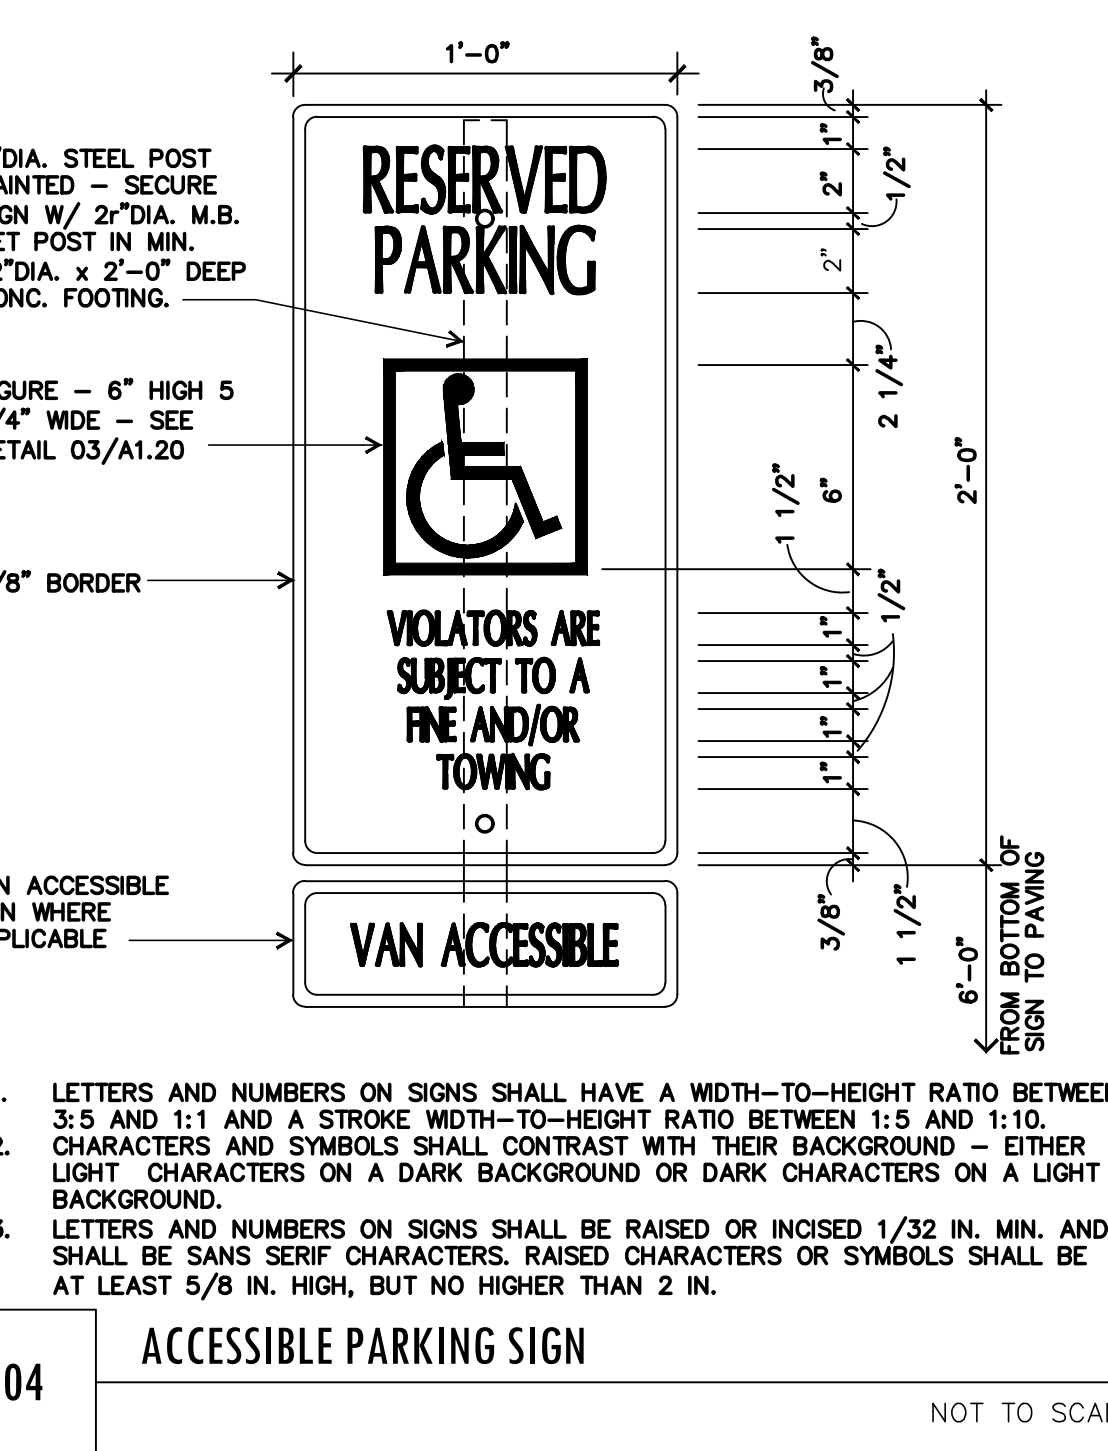 1'-0"
3/8"
1"
2"
1/2"
2"
2 1/4"
6"
1 1/2"
2'-0"
1/2"
1"
1"
1"
1"
3/8"
1 1/2"
6'-0"
FROM BOTTOM OF
SIGN TO PAVING
"DIA. STEEL POST
AINTED – SECURE
IGN W/ 2r"DIA. M.B.
ET POST IN MIN.
2"DIA. x 2'-0" DEEP
ONC. FOOTING.
GURE – 6" HIGH 5
/4" WIDE – SEE
ETAIL 03/A1.20
/8" BORDER
N ACCESSIBLE
N WHERE
PLICABLE
RESERVED
PARKING
VIOLATORS ARE
SUBJECT TO A
FINE AND/OR
TOWING
VAN ACCESSIBLE
. LETTERS AND NUMBERS ON SIGNS SHALL HAVE A WIDTH-TO-HEIGHT RATIO BETWEEN
3:5 AND 1:1 AND A STROKE WIDTH-TO-HEIGHT RATIO BETWEEN 1:5 AND 1:10.
2. CHARACTERS AND SYMBOLS SHALL CONTRAST WITH THEIR BACKGROUND – EITHER
LIGHT CHARACTERS ON A DARK BACKGROUND OR DARK CHARACTERS ON A LIGHT
BACKGROUND.
3. LETTERS AND NUMBERS ON SIGNS SHALL BE RAISED OR INCISED 1/32 IN. MIN. AND
SHALL BE SANS SERIF CHARACTERS. RAISED CHARACTERS OR SYMBOLS SHALL BE
AT LEAST 5/8 IN. HIGH, BUT NO HIGHER THAN 2 IN.
04
ACCESSIBLE PARKING SIGN
NOT TO SCAL